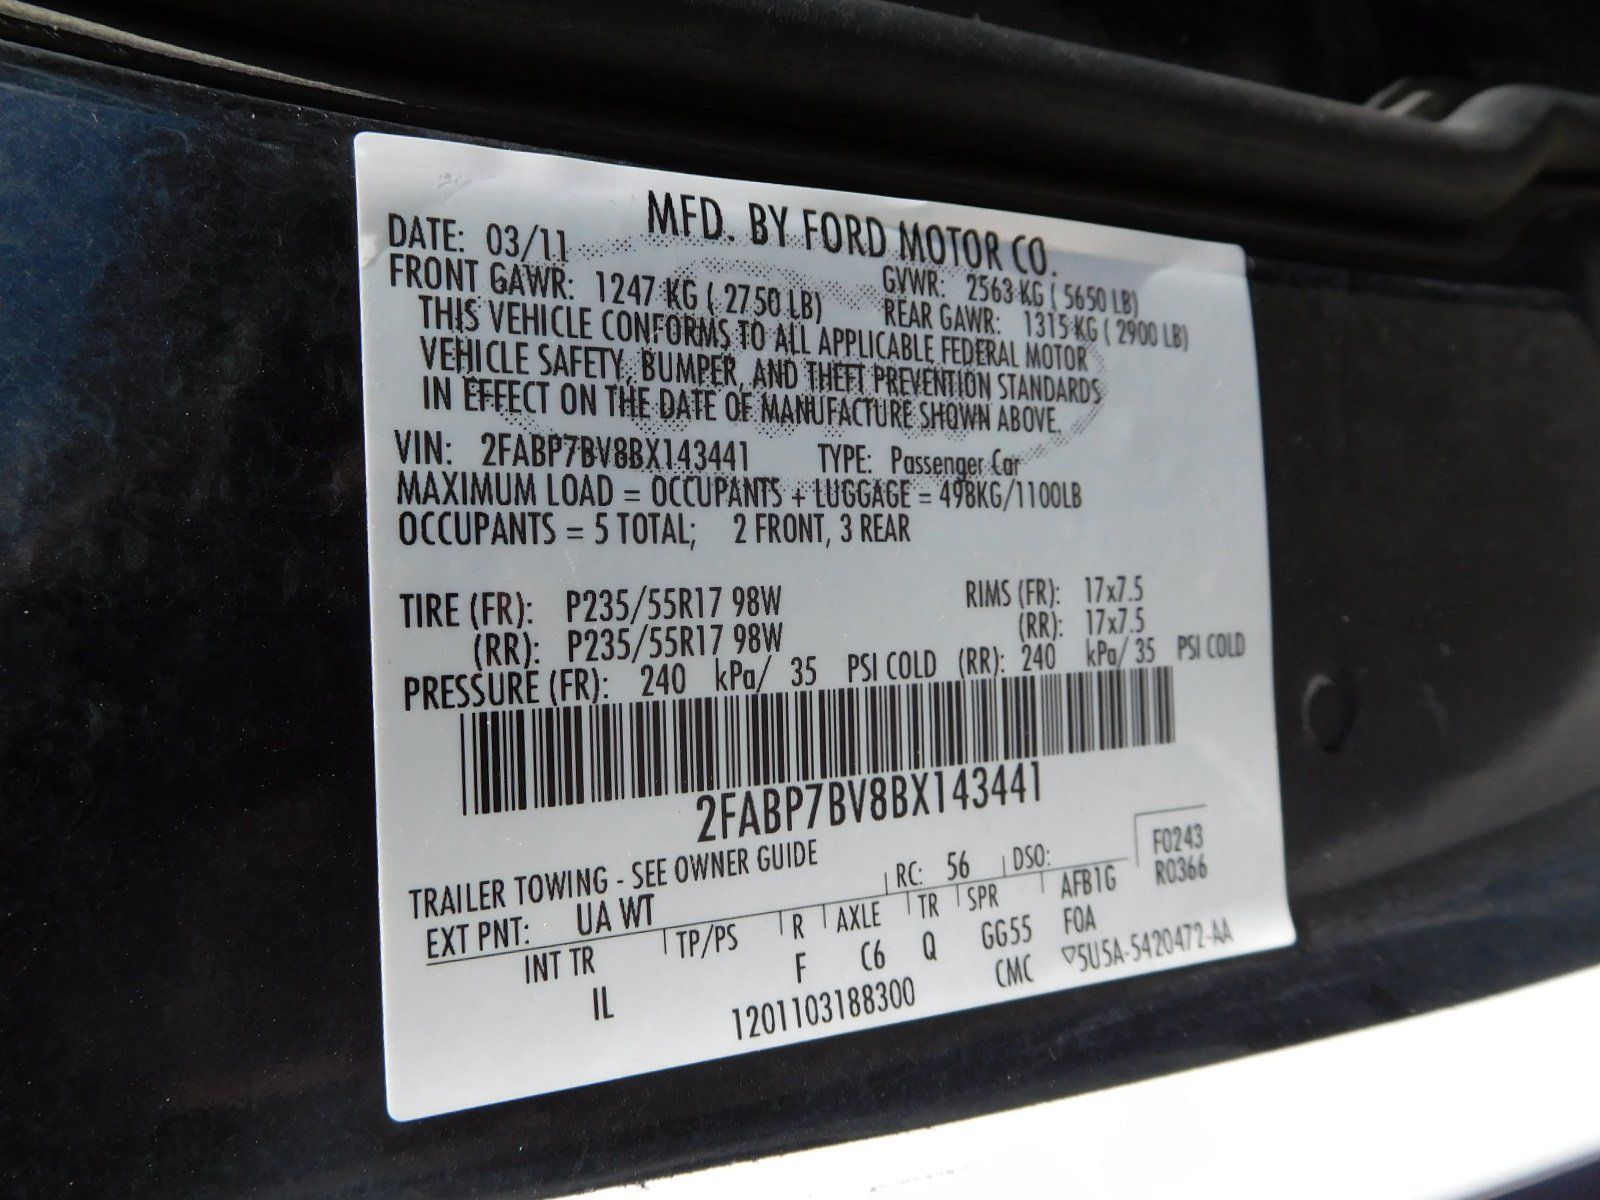 MFD. BY FORD MOTOR CO.
DATE: 03/11 GVWR: 2563 KG ( 5650 LB)
FRONT GAWR: 1247 KG ( 2750 LB) REAR GAWR: 1315 KG ( 2900 LB)
THIS VEHICLE CONFORMS TO ALL APPLICABLE FEDERAL MOTOR
VEHICLE SAFETY, BUMPER, AND THEFT PREVENTION STANDARDS
IN EFFECT ON THE DATE OF MANUFACTURE SHOWN ABOVE.
VIN: 2FABP7BV8BX143441 TYPE: Passenger Car
MAXIMUM LOAD = OCCUPANTS + LUGGAGE = 498KG/1100LB
OCCUPANTS = 5 TOTAL; 2 FRONT, 3 REAR
TIRE (FR): P235/55R17 98W RIMS (FR): 17x7.5
(RR): P235/55R17 98W (RR): 17x7.5
PRESSURE (FR): 240 kPa/ 35 PSI COLD (RR): 240 kPa/ 35 PSI COLD
2FABP7BV8BX143441
TRAILER TOWING - SEE OWNER GUIDE F0243
EXT PNT: UA WT RC: 56 DSO: R0366
INT TR TP/PS R AXLE TR SPR AFB1G
IL F C6 Q GG55 FOA
1201103188300 CMC ▽5U5A-5420472-AA